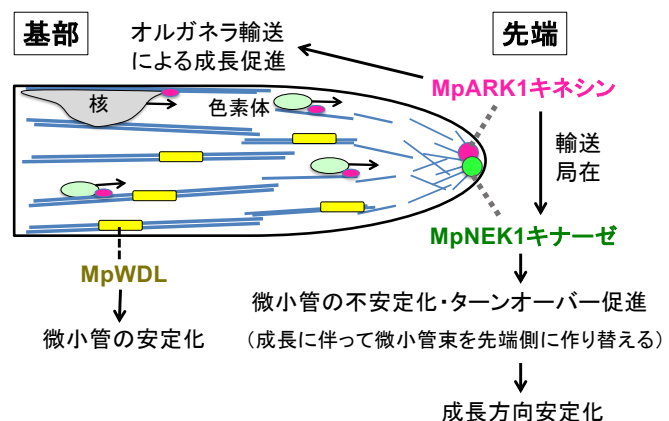 基部
オルガネラ輸送
による成長促進
先端
MpARK1キネシン
核
色素体
輸送
局在
MpNEK1キナーゼ
MpWDL
微小管の安定化
微小管の不安定化・ターンオーバー促進
（成長に伴って微小管束を先端側に作り替える）
成長方向安定化